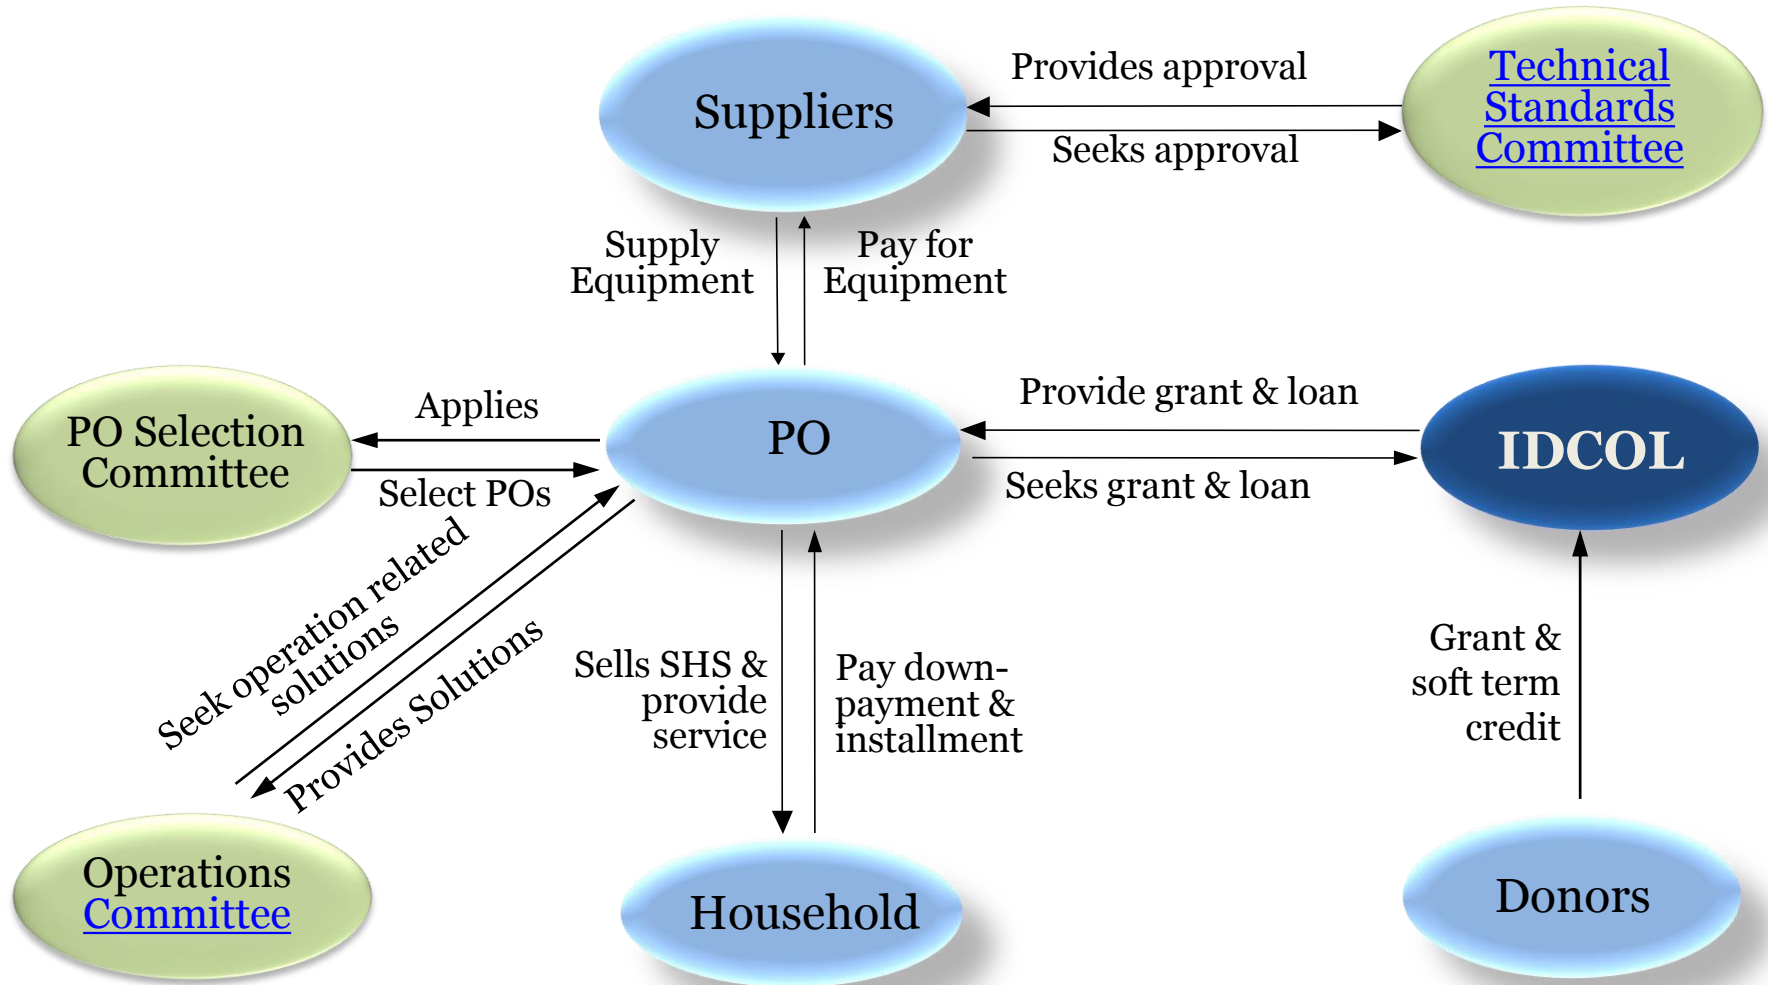 Suppliers
Provides approval
Seeks approval
Technical
Standards
Committee
Supply
Equipment
Pay for
Equipment
PO Selection
Committee
Applies
Select POs
PO
Provide grant & loan
Seeks grant & loan
IDCOL
Seek operation related
solutions
Provides Solutions
Sells SHS &
provide
service
Pay down-
payment &
installment
Grant &
soft term
credit
Operations
Committee
Household
Donors